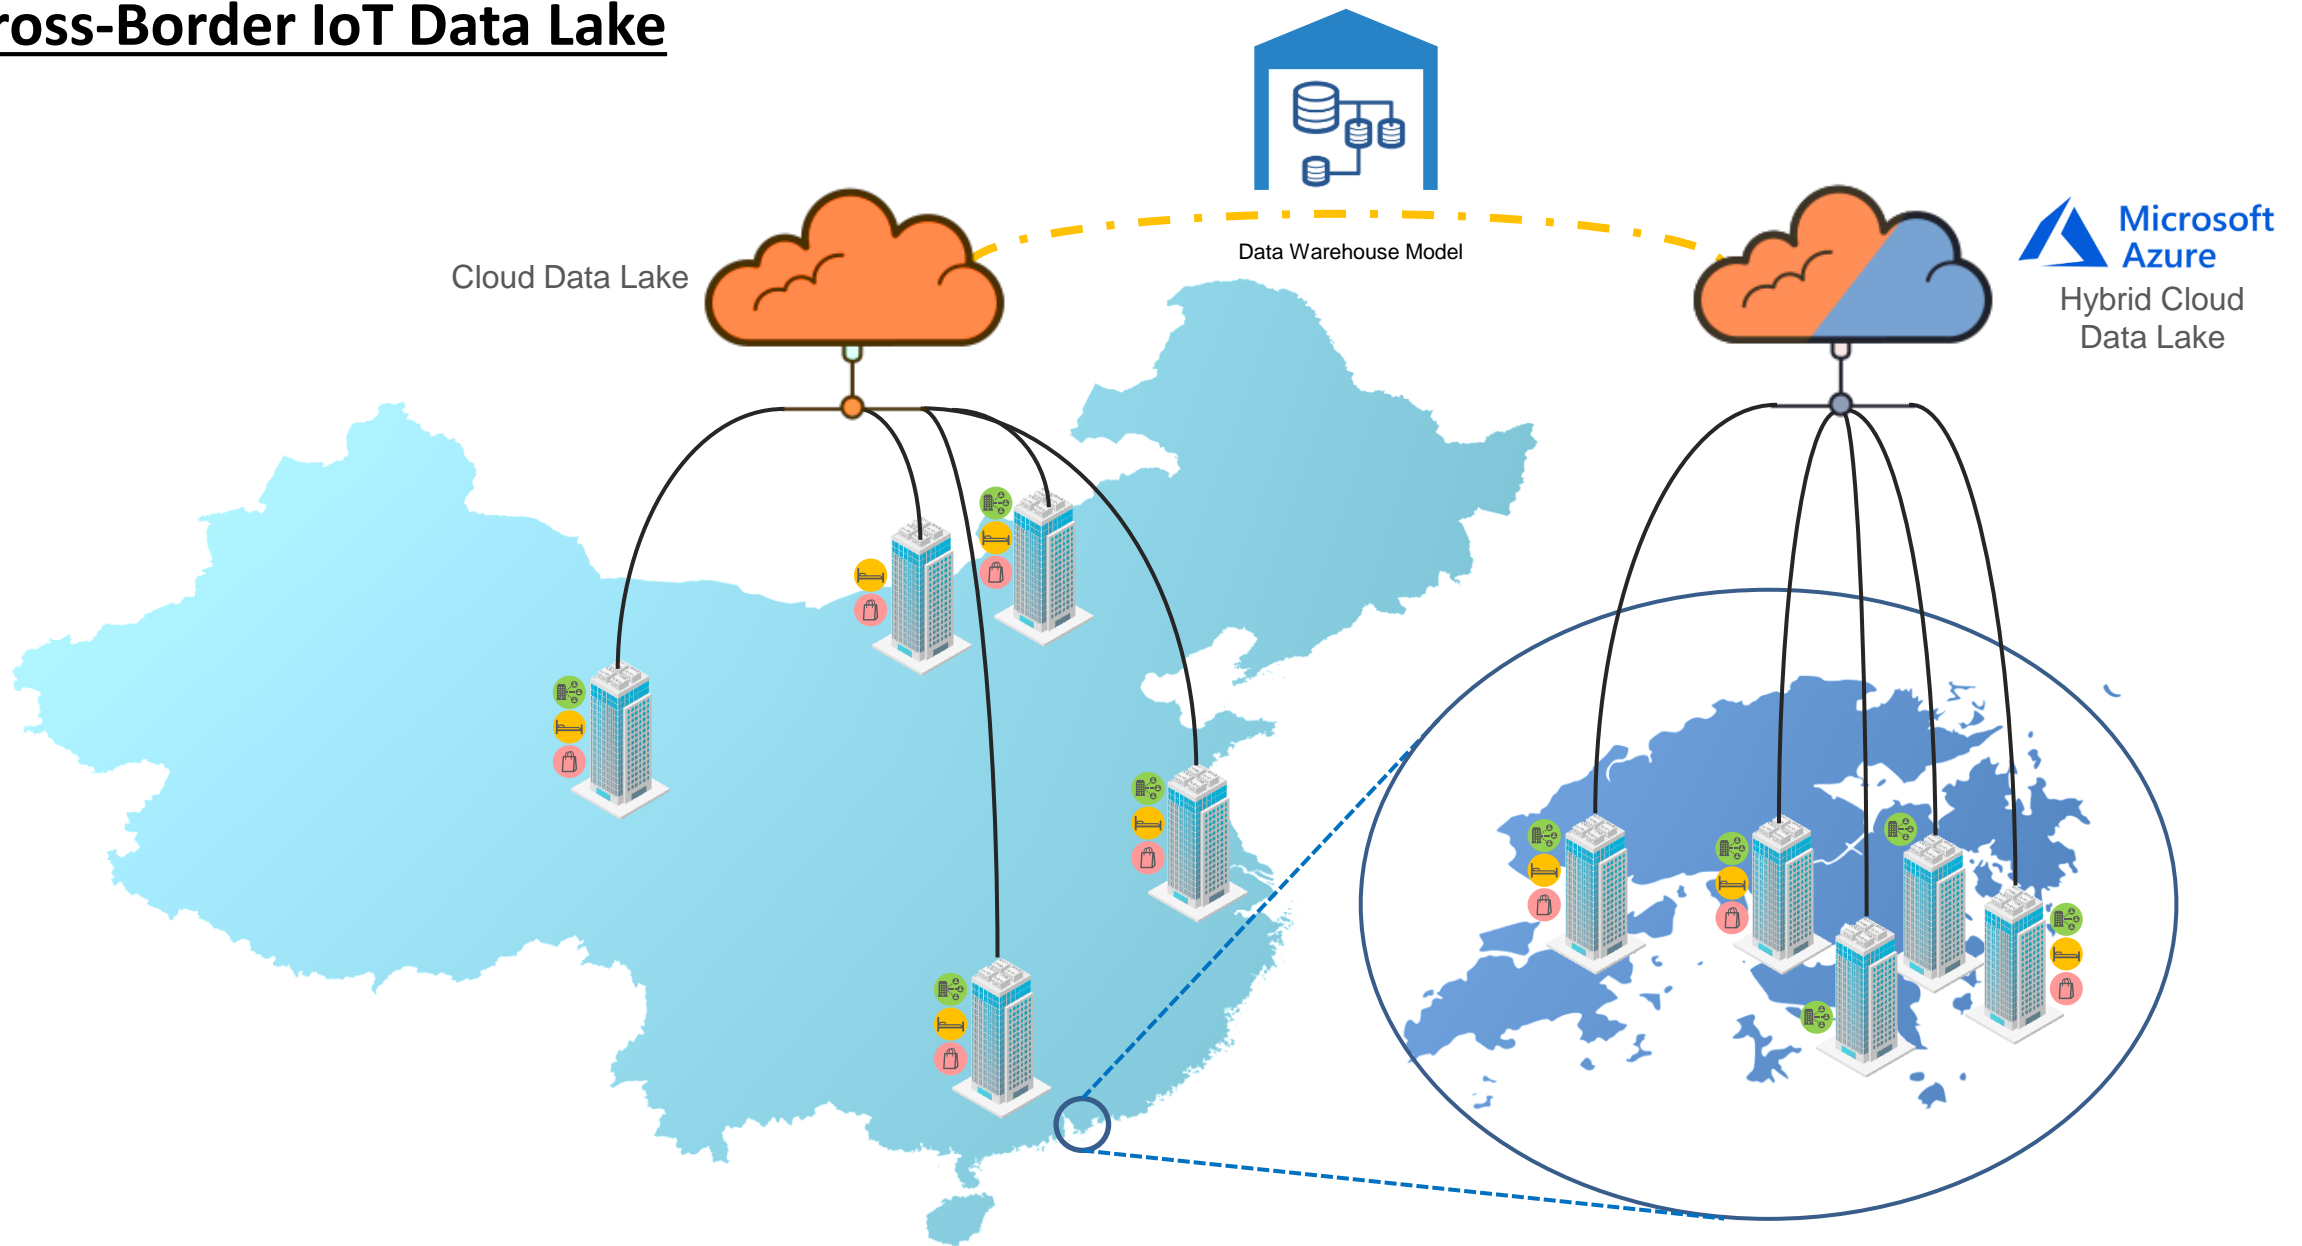 ross-Border IoT Data Lake
Microsoft
Azure
Data Warehouse Model
Cloud Data Lake
Hybrid Cloud
Data Lake